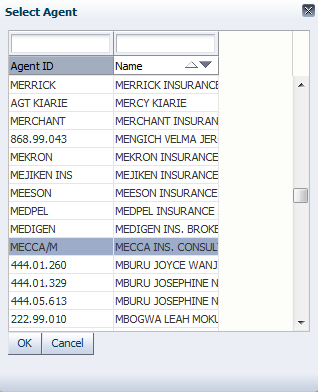 Select Agent
Agent ID Name
MERRICK MERRICK INSURANCE
AGT KIARIE MERCY KIARIE
MERCHANT MERCHANT INSURAN
868.99.043 MENGICH VELMA JER
MEKRON MEKRON INSURANCE
MEJIKEN INS MEJIKEN INSURANCE
MEESON MEESON INSURANCE
MEDPEL MEDPEL INSURANCE
MEDIGEN MEDIGEN INS. BROKE
MECCA/M MECCA INS. CONSUL
444.01.260 MBURU JOYCE WANJ
444.01.329 MBURU JOSEPHINE N
444.05.613 MBURU JOSEPHINE N
222.99.010 MBOGWA LEAH MOKU
OK Cancel